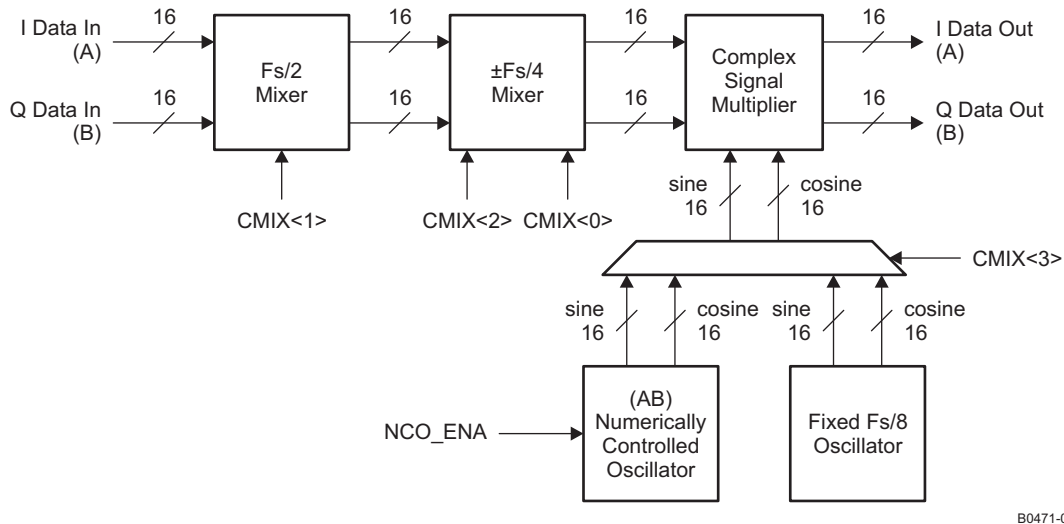 I Data In
(A)
16
Q Data In
(B)
16
Fs/2
Mixer
16
16
±Fs/4
Mixer
16
16
Complex
Signal
Multiplier
16
I Data Out
(A)
16
Q Data Out
(B)
CMIX<1>
CMIX<2>
CMIX<0>
sine
16
cosine
16
CMIX<3>
sine
16
cosine
16
sine
16
cosine
16
NCO_ENA
(AB)
Numerically
Controlled
Oscillator
Fixed Fs/8
Oscillator